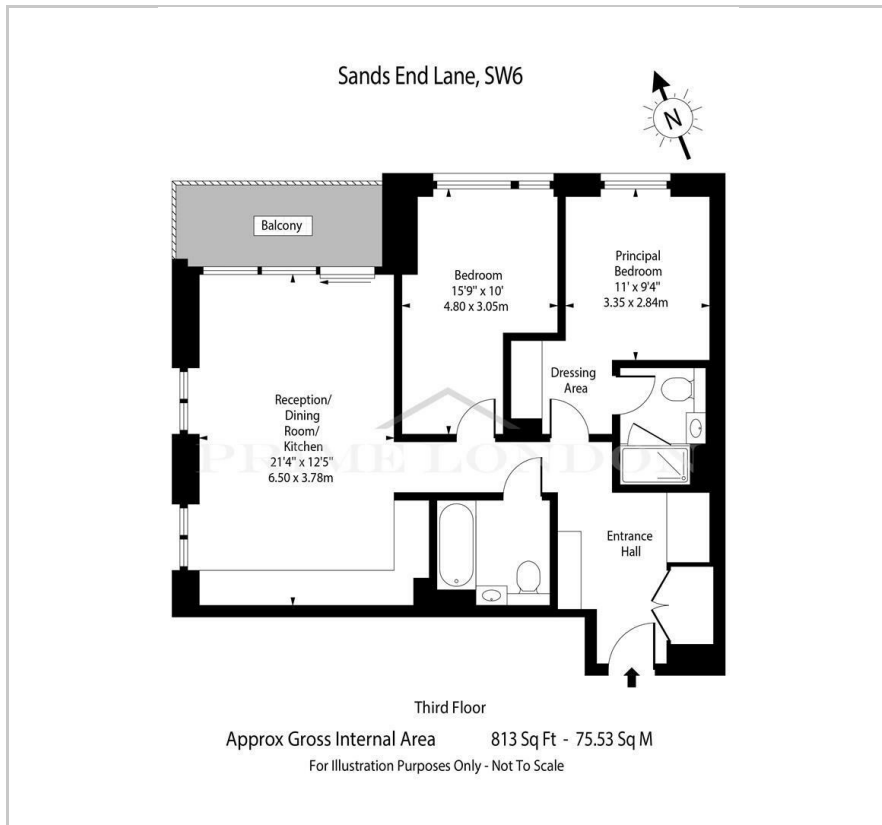 Sands End Lane, SW6
N
Balcony
Bedroom
15'9" x 10'
4.80 x 3.05m
Principal
Bedroom
11' x 9'4"
3.35 x 2.84m
Dressing
Area
Reception/
Dining
Room/
Kitchen
21'4" x 12'5"
6.50 x 3.78m
PRIME LONDON
Entrance
Hall
Third Floor
Approx Gross Internal Area 813 Sq Ft - 75.53 Sq M
For Illustration Purposes Only - Not To Scale